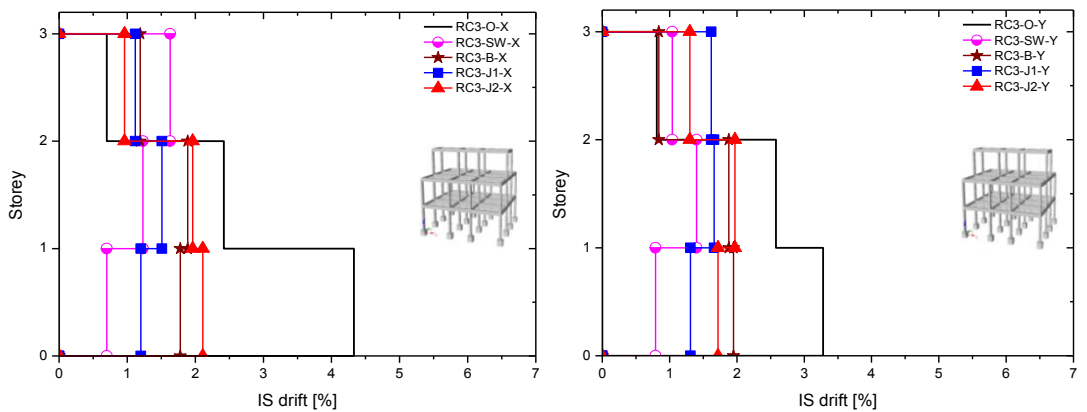 3
2
1
0
Storey
0 1 2 3 4 5 6 7
IS drift [%]
RC3-O-X
RC3-SW-X
RC3-B-X
RC3-J1-X
RC3-J2-X
3
2
1
0
Storey
0 1 2 3 4 5 6 7
IS drift [%]
RC3-O-Y
RC3-SW-Y
RC3-B-Y
RC3-J1-Y
RC3-J2-Y